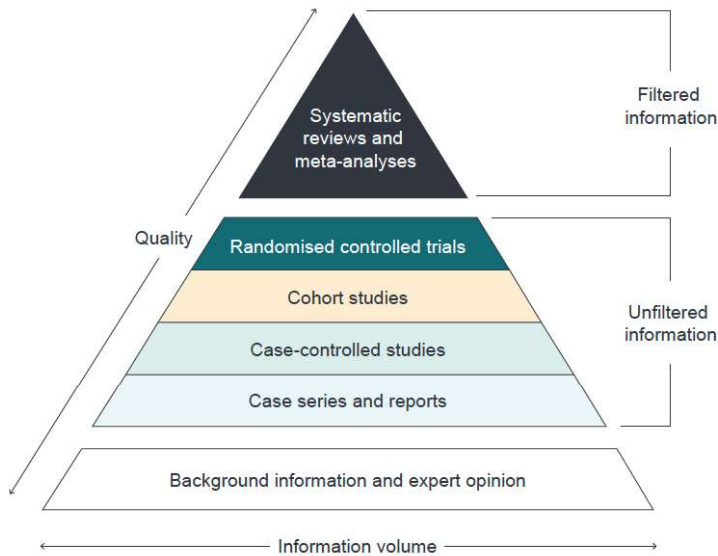 Systematic
reviews and
meta-analyses
Filtered
information
Quality
Randomised controlled trials
Cohort studies
Case-controlled studies
Case series and reports
Unfiltered
information
Background information and expert opinion
Information volume